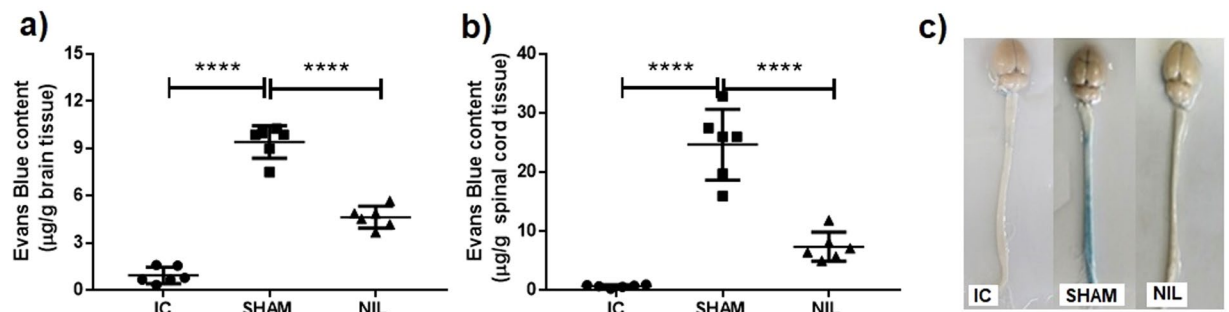 a)
Evans Blue content
(µg/g brain tissue)
15
12
9
6
3
0
****
****
IC
SHAM
NIL
b)
Evans Blue content
(µg/g spinal cord tissue)
40
30
20
10
0
****
****
IC
SHAM
NIL
c)
IC
SHAM
NIL